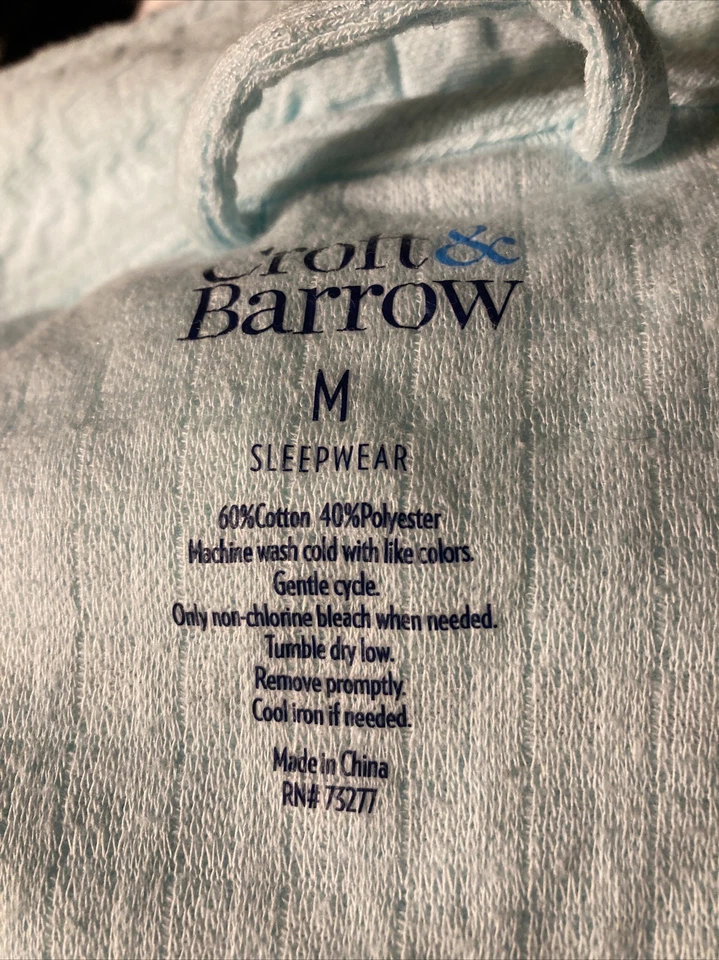 Croft &
Barrow
M
SLEEPWEAR
60%Cotton 40%Polyester
Machine wash cold with like colors.
Gentle cycle.
Only non-chlorine bleach when needed.
Tumble dry low.
Remove promptly.
Cool iron if needed.
Made in China
RN# 73277